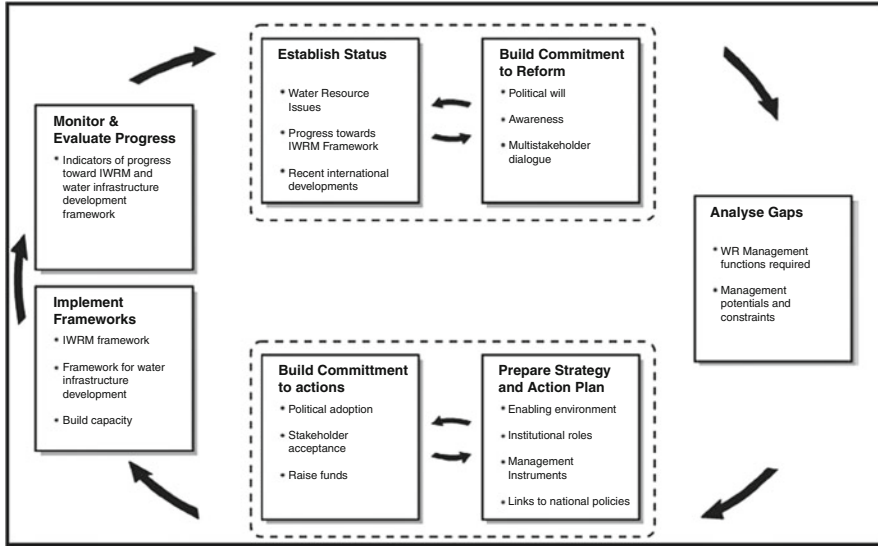 Establish Status
* Water Resource
Issues
* Progress towards
IWRM Framework
* Recent international
developments
Build Commitment
to Reform
* Political will
* Awareness
* Multistakeholder
dialogue
Analyse Gaps
* WR Management
functions required
* Management
potentials and
constraints
Prepare Strategy
and Action Plan
* Enabling environment
* Institutional roles
* Management
Instruments
* Links to national policies
Build Committment
to actions
* Political adoption
* Stakeholder
acceptance
* Raise funds
Implement
Frameworks
* IWRM framework
* Framework for water
infrastructure
development
* Build capacity
Monitor &
Evaluate Progress
* Indicators of progress
toward IWRM and
water infrastructure
development
framework